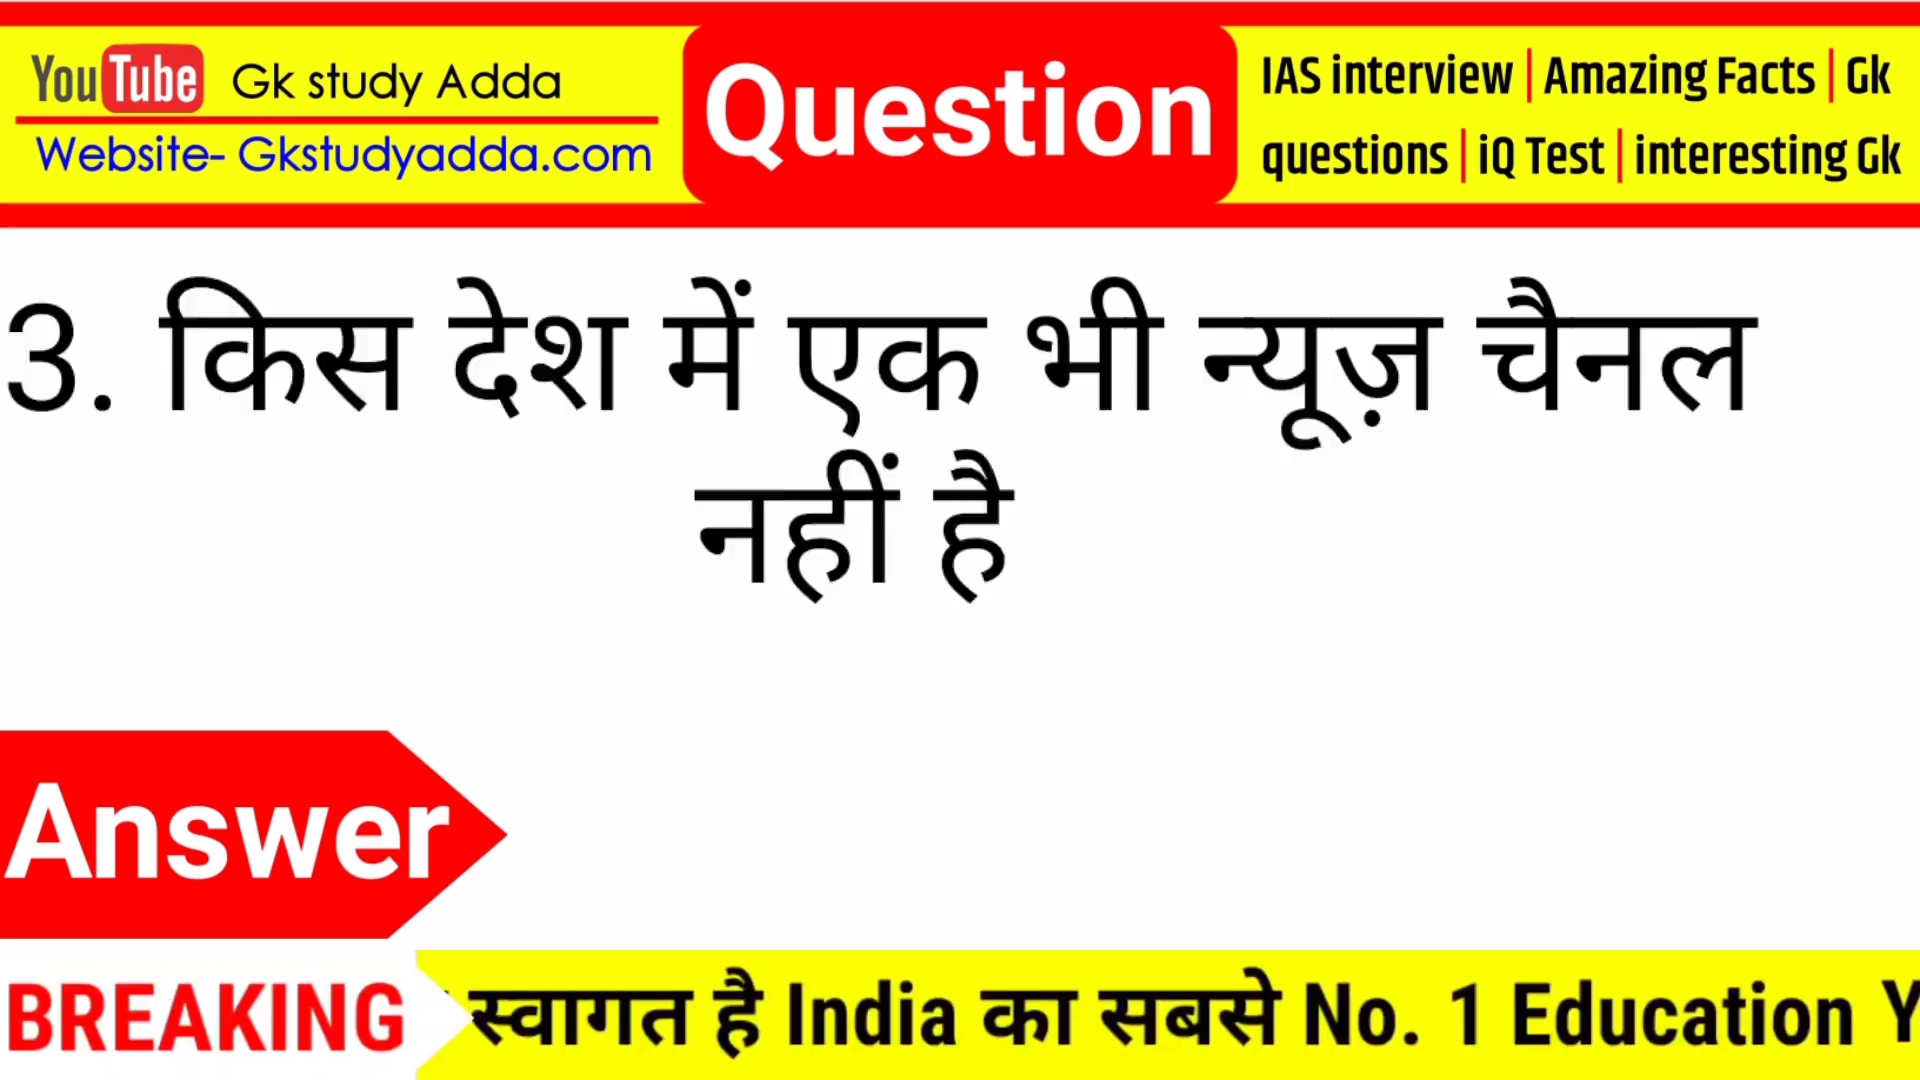 YouTube Gk study Adda
Website- Gkstudyadda.com
Question
IAS interview | Amazing Facts | Gk
questions | iQ Test | interesting Gk
3. किस देश में एक भी न्यूज़ चैनल
नहीं है
Answer
BREAKING
स्वागत है India का सबसे No. 1 Education Y